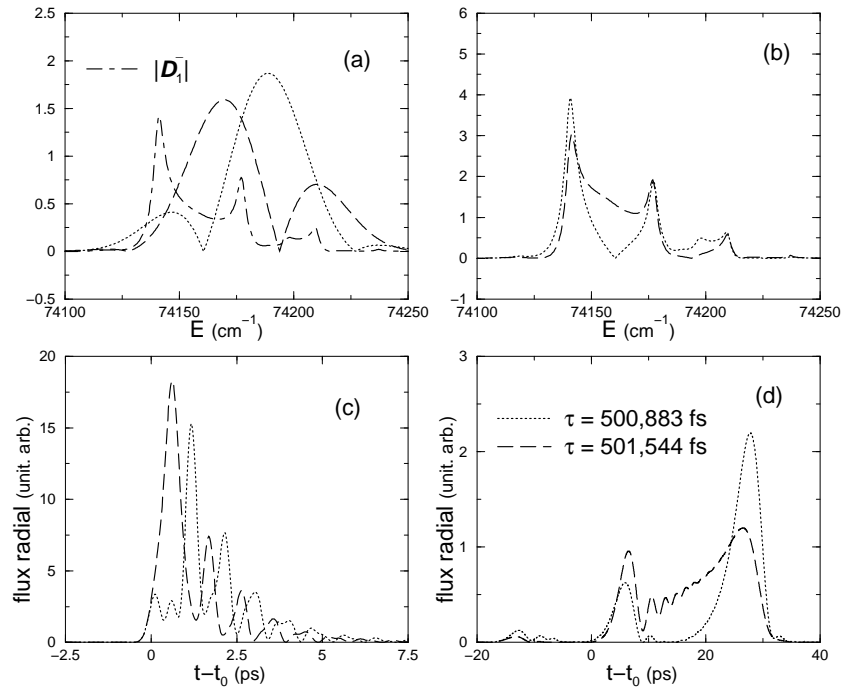 2.5
2
1.5
1
0.5
0
−0.5
74100 74150 74200 74250
E (cm⁻¹)
(a)
|D₁⁻|
6
5
4
3
2
1
0
−1
74100 74150 74200 74250
E (cm⁻¹)
(b)
20
15
10
5
0
−2.5 0 2.5 5 7.5
t−t₀ (ps)
flux radial (unit. arb.)
(c)
3
2
1
0
−20 0 20 40
t−t₀ (ps)
flux radial (unit. arb.)
(d)
τ = 500,883 fs
τ = 501,544 fs